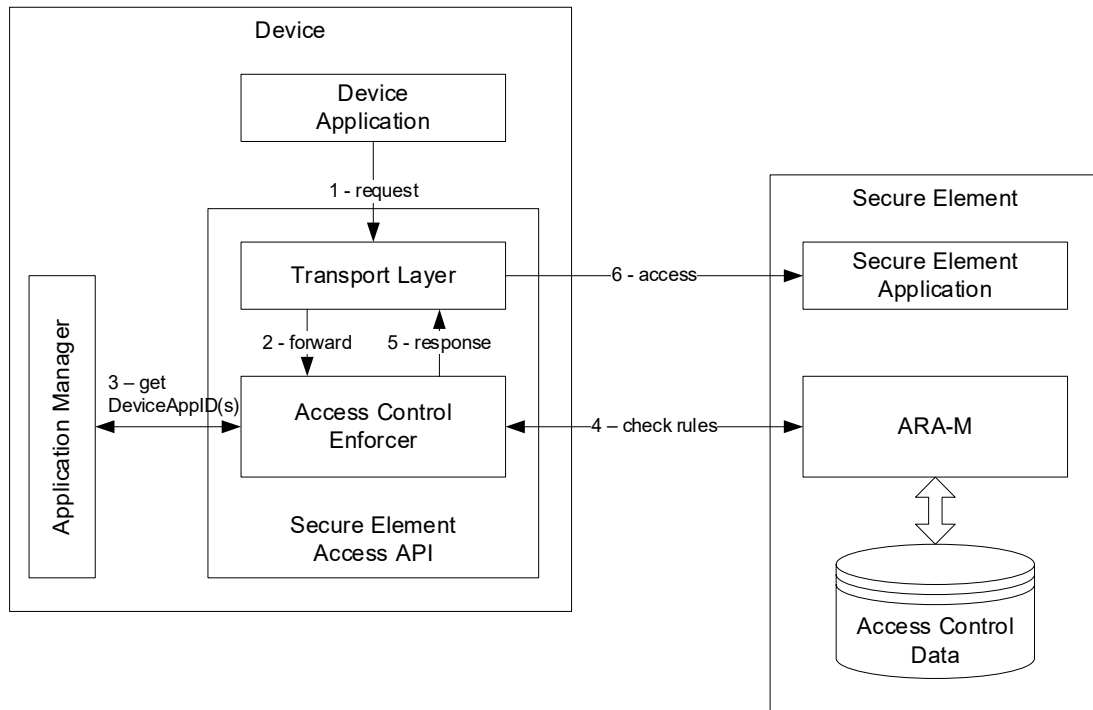 Device
Device
Application
1 - request
Secure Element
Transport Layer
6 - access
Secure Element
Application
2 - forward
5 - response
Application Manager
3 – get
DeviceAppID(s)
Access Control
Enforcer
4 – check rules
ARA-M
Secure Element
Access API
Access Control
Data